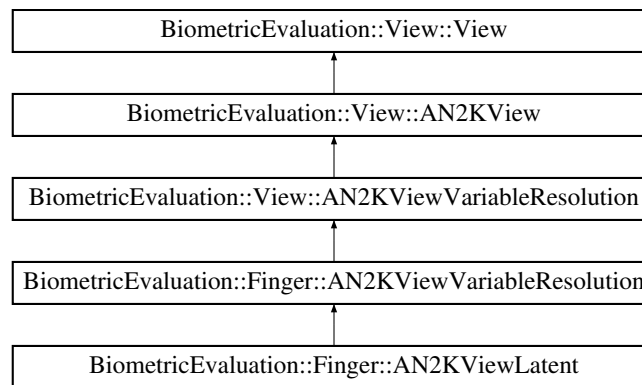 BiometricEvaluation::View::View
BiometricEvaluation::View::AN2KView
BiometricEvaluation::View::AN2KViewVariableResolution
BiometricEvaluation::Finger::AN2KViewVariableResolution
BiometricEvaluation::Finger::AN2KViewLatent